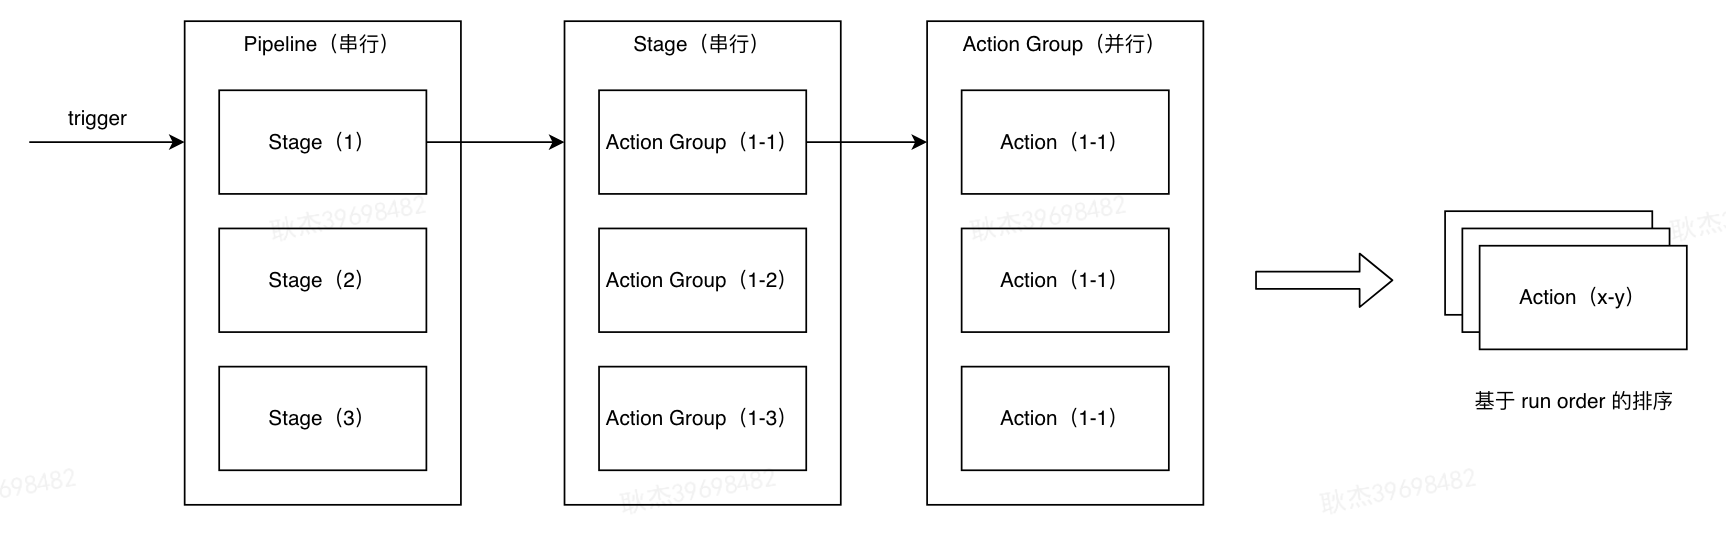 trigger
Pipeline（串行）
Stage（1）
Stage（2）
Stage（3）
Stage（串行）
Action Group（1-1）
Action Group（1-2）
Action Group（1-3）
Action Group（并行）
Action（1-1）
Action（1-1）
Action（1-1）
Action（x-y）
基于 run order 的排序
耿杰39698482
耿杰39698482
耿杰3
69698482
耿杰39698482
耿杰39698482